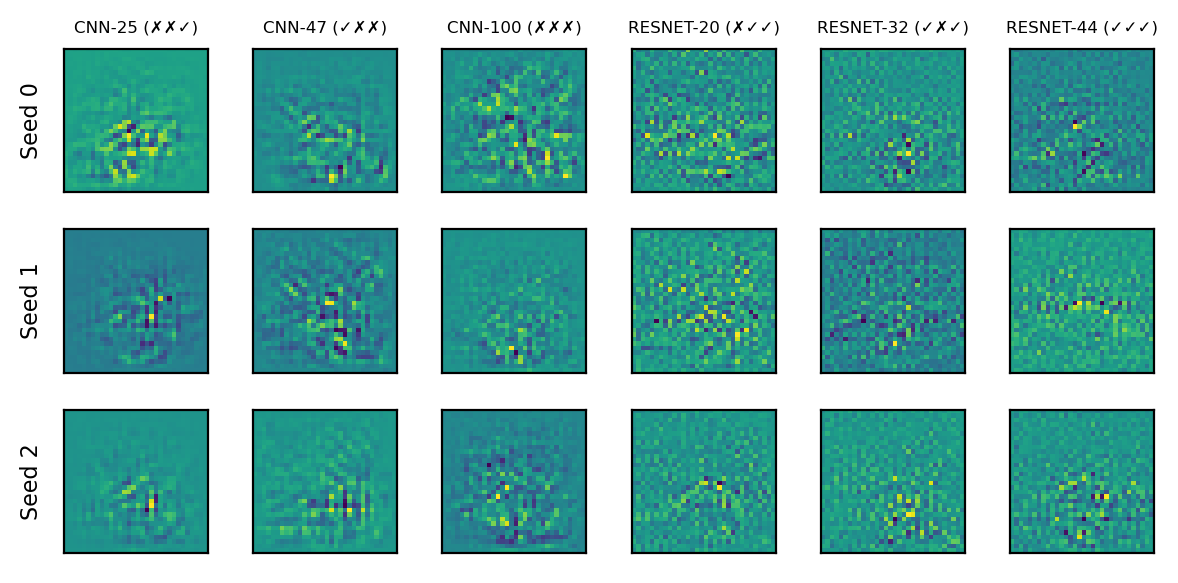 CNN-25 (✗✗✓) CNN-47 (✓✗✗) CNN-100 (✗✗✗) RESNET-20 (✗✓✓) RESNET-32 (✓✗✓) RESNET-44 (✓✓✓)
Seed 0
Seed 1
Seed 2